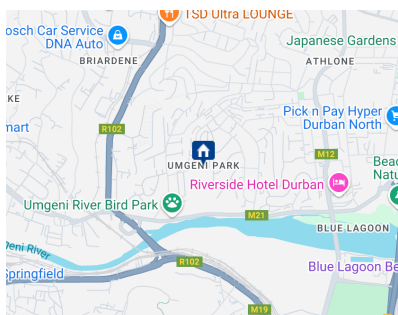 TSD Ultra LOUNGE
osch Car Service
DNA Auto
Japanese Gardens
BRIARDENE
ATHLONE
KE
Pick n Pay Hyper
Durban North
mart
R102
M12
UMGENI PARK
Beac
Natu
Riverside Hotel Durban
Umgeni River Bird Park
M21
BLUE LAGOON
geni River
R102
Springfield
Blue Lagoon Be
M19